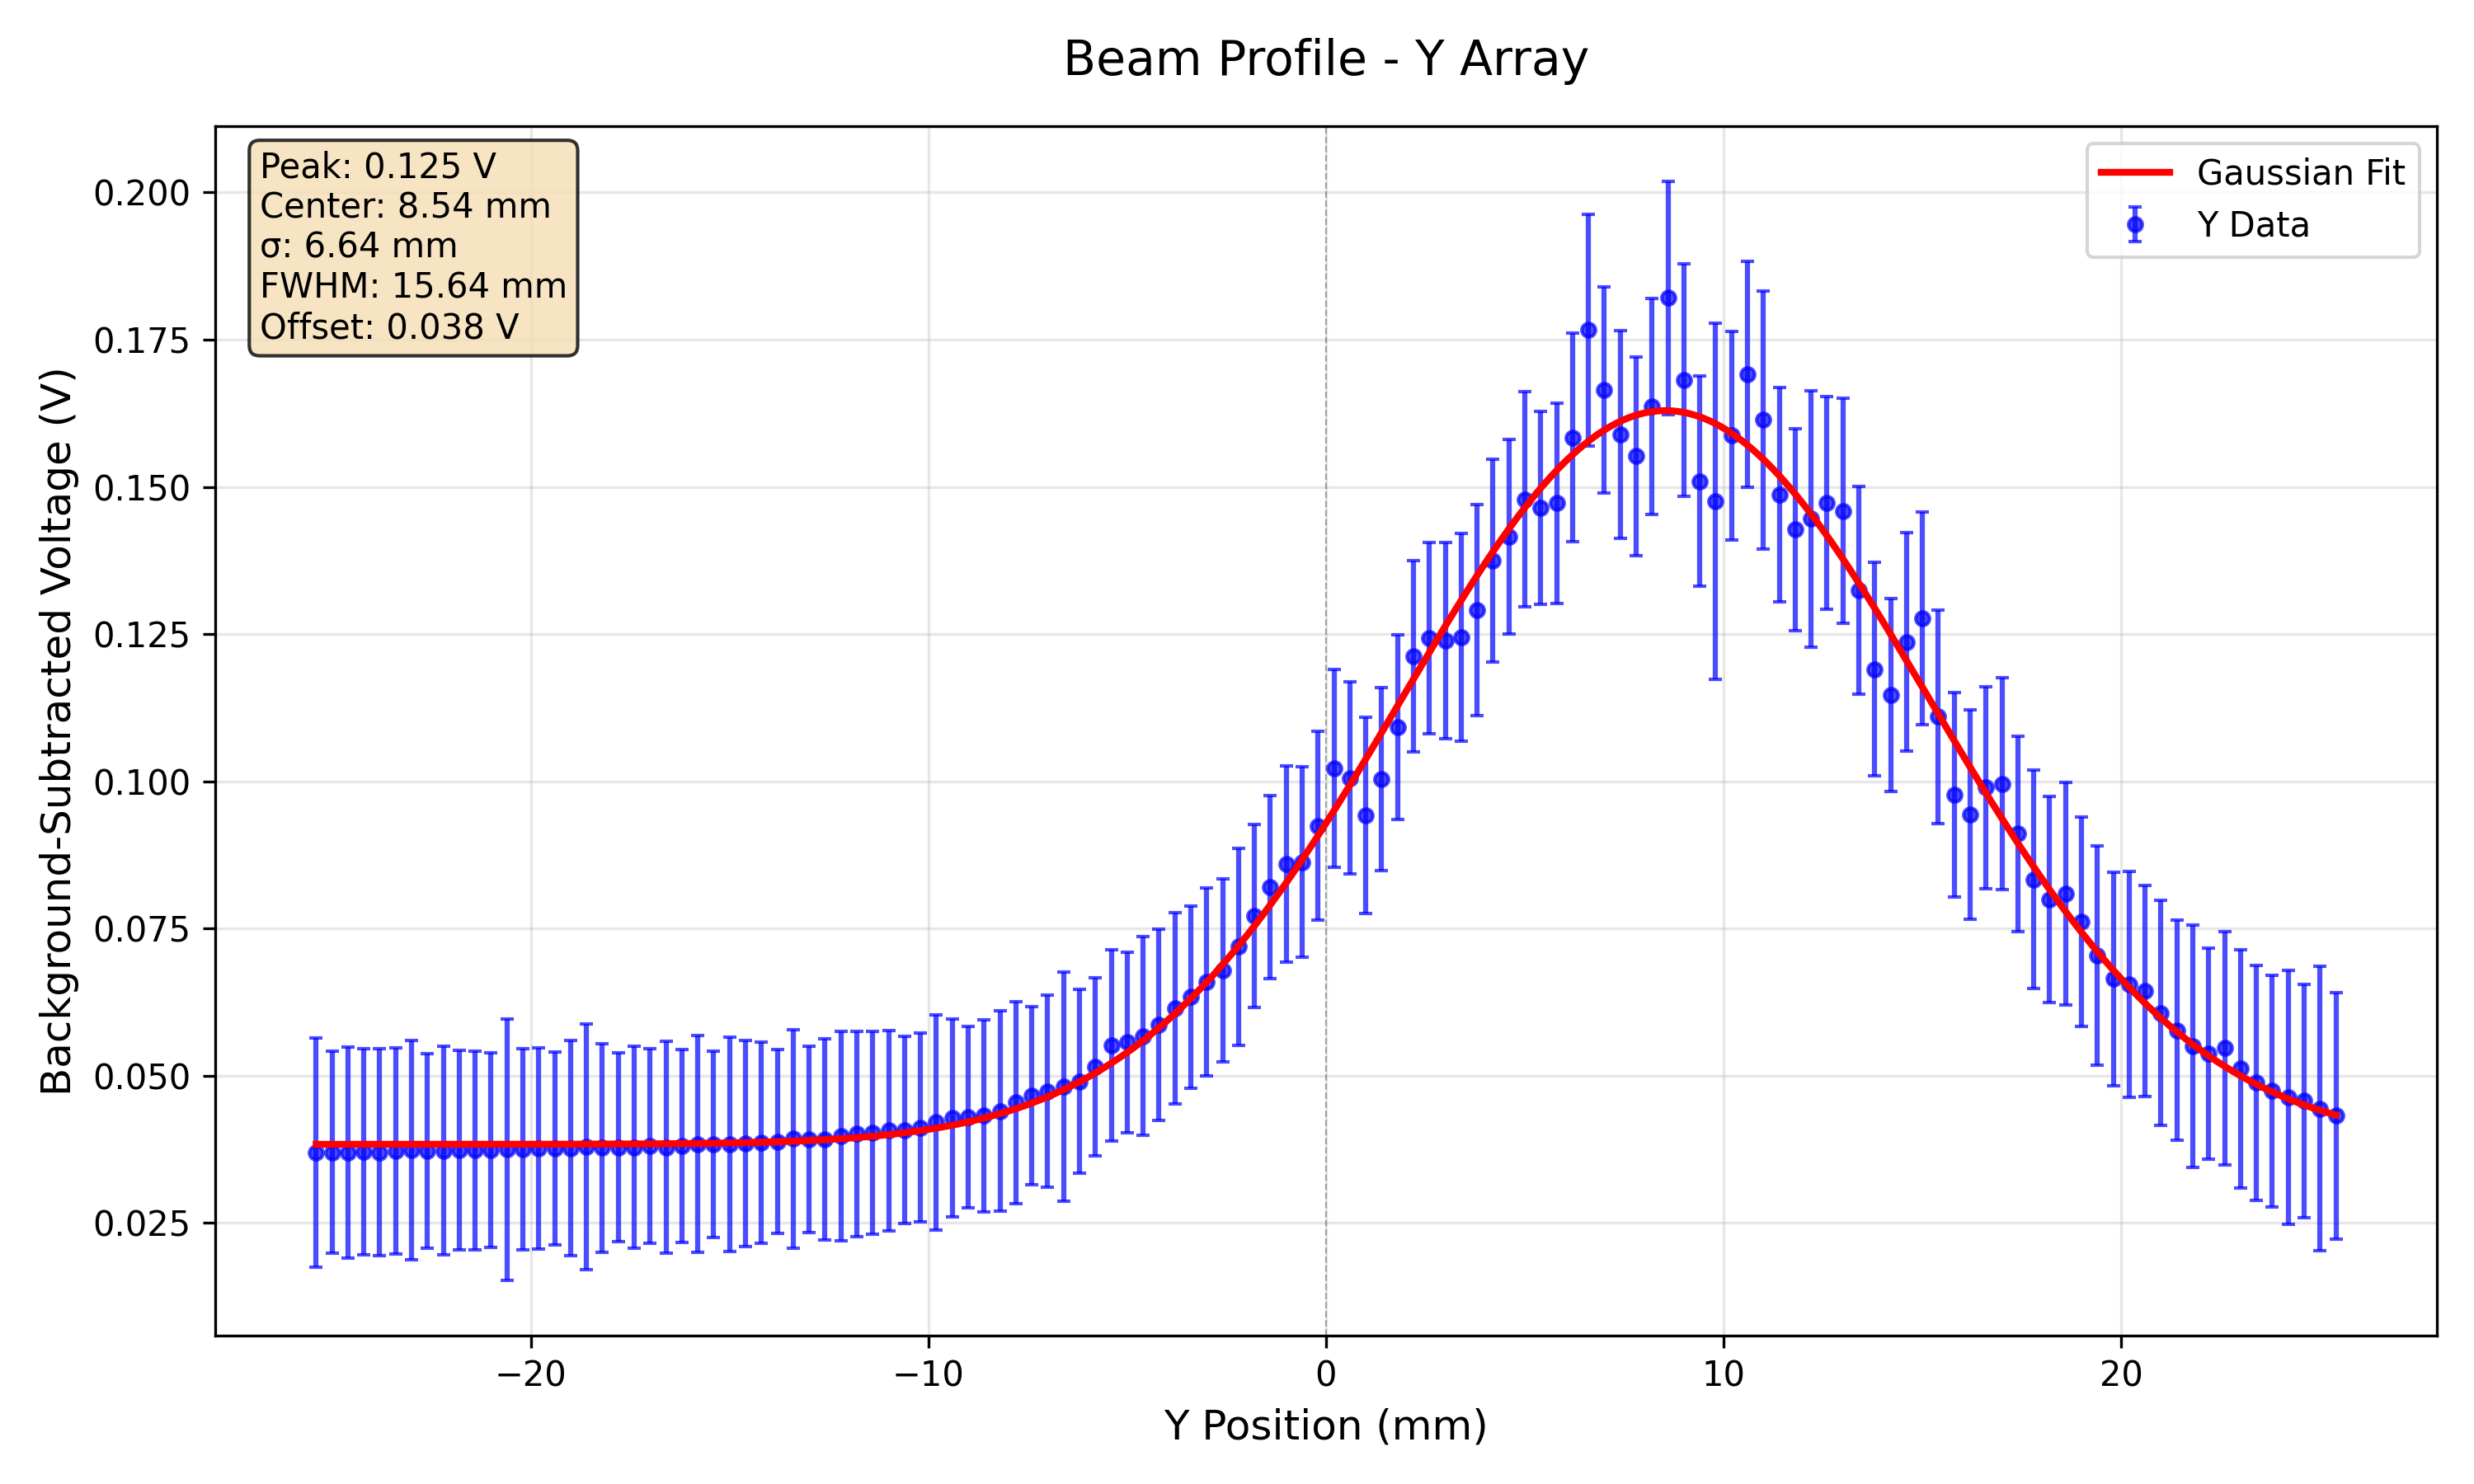 Beam Profile - Y Array
Peak: 0.125 V
Center: 8.54 mm
σ: 6.64 mm
FWHM: 15.64 mm
Offset: 0.038 V
Gaussian Fit
Y Data
Background-Subtracted Voltage (V)
0.200
0.175
0.150
0.125
0.100
0.075
0.050
0.025
−20
−10
0
10
20
Y Position (mm)